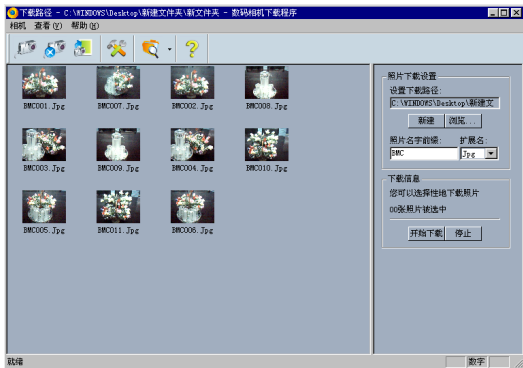 下载路径 - C:\WINDOWS\Desktop\新建文件夹\新文件夹 - 数码相机下载程序
相机 查看(V) 帮助(H)
BMC001.Jpg BMC007.Jpg BMC002.Jpg BMC008.Jpg
BMC003.Jpg BMC009.Jpg BMC004.Jpg BMC010.Jpg
BMC005.Jpg BMC011.Jpg BMC006.Jpg
照片下载设置
设置下载路径:
C:\WINDOWS\Desktop\新建文
新建 浏览...
照片名字前缀: 扩展名:
BMC Jpg
下载信息
您可以选择性地下载照片
00张照片被选中
开始下载 停止
就绪 数字